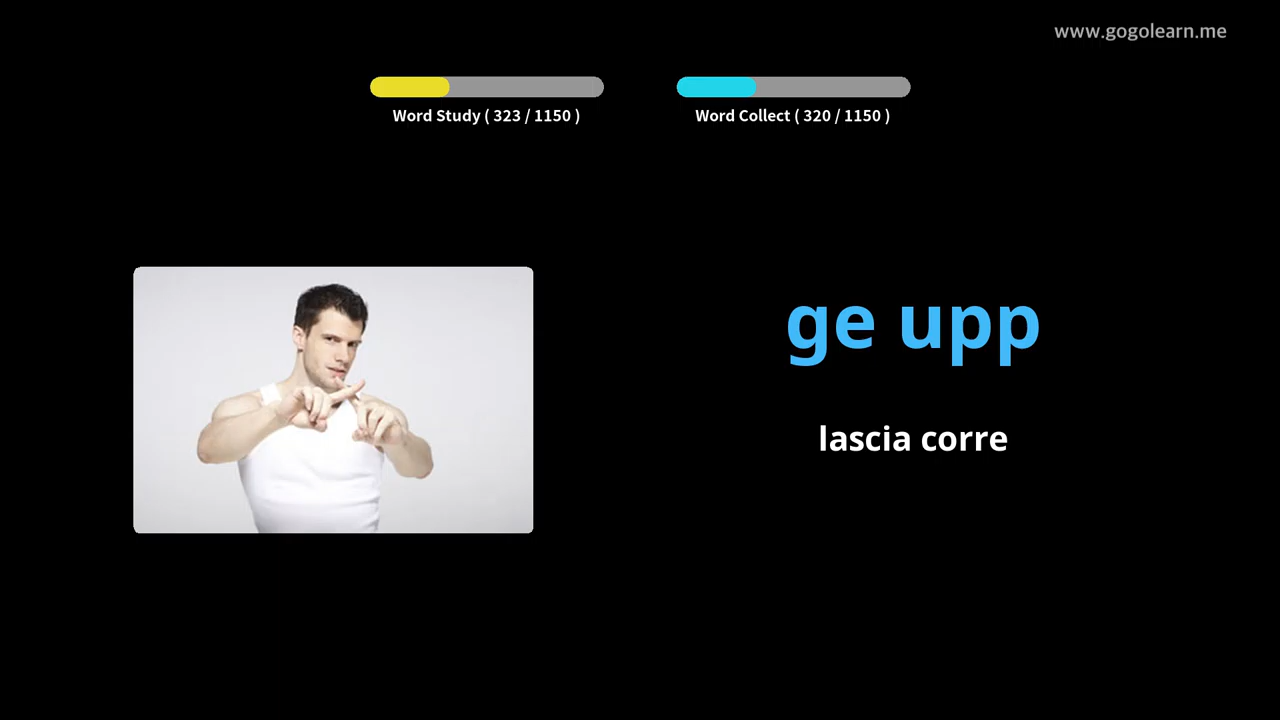 www.gogolearn.me
Word Study ( 323 / 1150 )
Word Collect ( 320 / 1150 )
ge upp
lascia corre